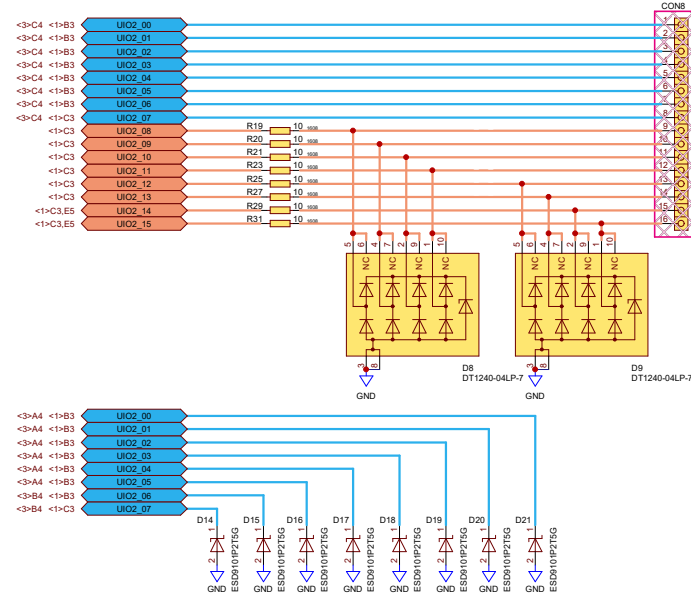 CON8
<3>C4 <1>B3 UIO2_00 1
<3>C4 <1>B3 UIO2_01 2
<3>C4 <1>B3 UIO2_02 3
<3>C4 <1>B3 UIO2_03 4
<3>C4 <1>B3 UIO2_04 5
<3>C4 <1>B3 UIO2_05 6
<3>C4 <1>B3 UIO2_06 7
<3>C4 <1>C3 UIO2_07 8
<1>C3 UIO2_08 R19 10 1608 9
<1>C3 UIO2_09 R20 10 1608 10
<1>C3 UIO2_10 R21 10 1608 11
<1>C3 UIO2_11 R23 10 1608 12
<1>C3 UIO2_12 R25 10 1608 13
<1>C3 UIO2_13 R27 10 1608 14
<1>C3,E5 UIO2_14 R29 10 1608 15
<1>C3,E5 UIO2_15 R31 10 1608 16
5 6 4 7 2 9 1 10 5 6 4 7 2 9 1 10
NC NC NC NC NC NC NC NC
3 8 D8 3 8 D9
DT1240-04LP-7 DT1240-04LP-7
GND GND
<3>A4 <1>B3 UIO2_00
<3>A4 <1>B3 UIO2_01
<3>A4 <1>B3 UIO2_02
<3>A4 <1>B3 UIO2_03
<3>A4 <1>B3 UIO2_04
<3>A4 <1>B3 UIO2_05
<3>B4 <1>B3 UIO2_06
<3>B4 <1>C3 UIO2_07
D14 D15 D16 D17 D18 D19 D20 D21
1 1 1 1 1 1 1 1
2 2 2 2 2 2 2 2
ESD9101P2T5G ESD9101P2T5G ESD9101P2T5G ESD9101P2T5G ESD9101P2T5G ESD9101P2T5G ESD9101P2T5G ESD9101P2T5G
GND GND GND GND GND GND GND GND